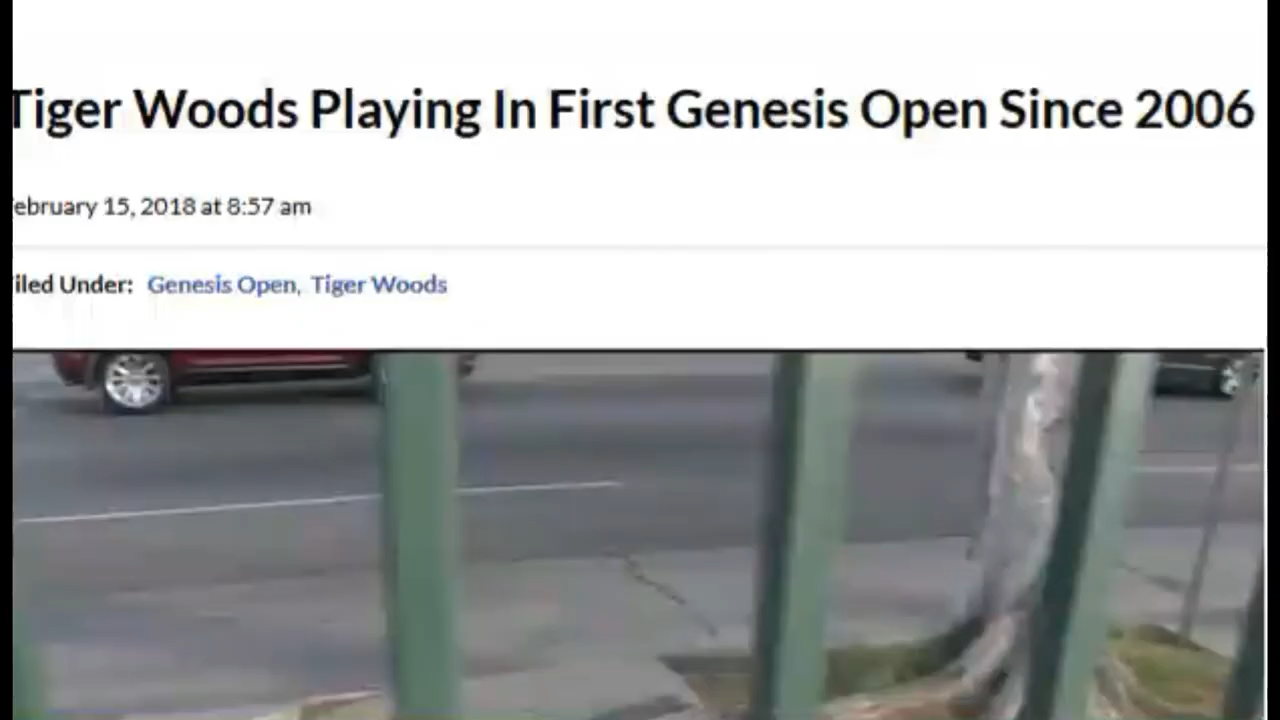 Tiger Woods Playing In First Genesis Open Since 2006
ebruary 15, 2018 at 8:57 am
iled Under: Genesis Open, Tiger Woods